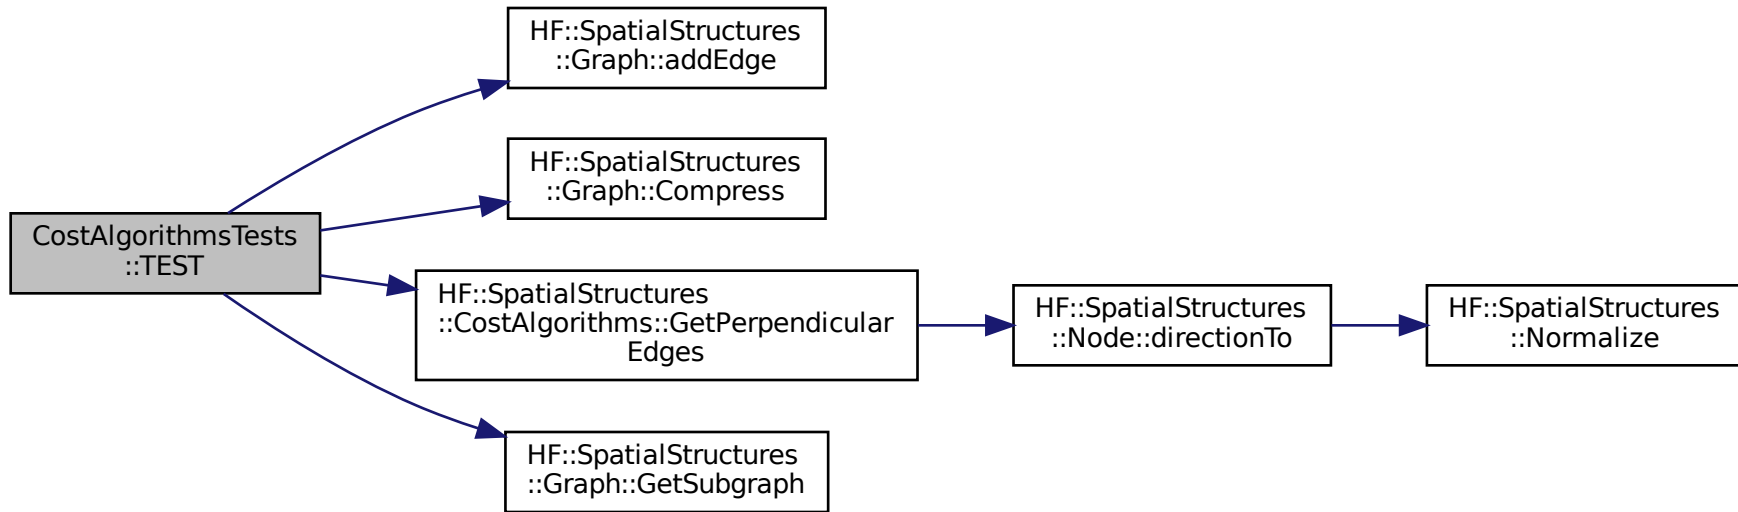 HF::SpatialStructures
::Graph::addEdge
HF::SpatialStructures
::Graph::Compress
CostAlgorithmsTests
::TEST
HF::SpatialStructures
::CostAlgorithms::GetPerpendicular
Edges
HF::SpatialStructures
::Node::directionTo
HF::SpatialStructures
::Normalize
HF::SpatialStructures
::Graph::GetSubgraph